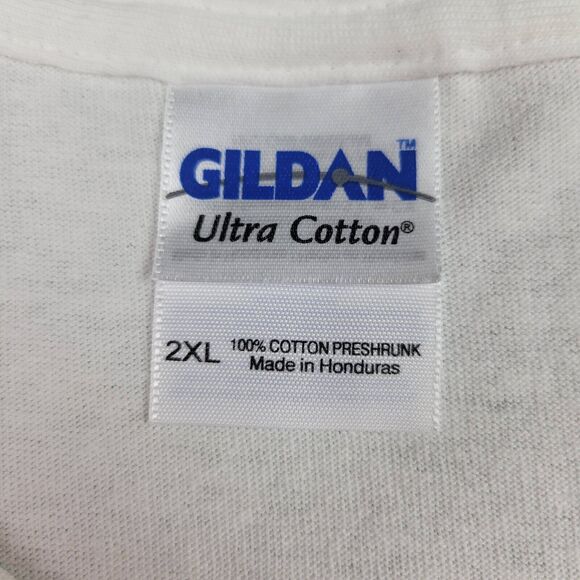 GILDAN™
Ultra Cotton®
2XL 100% COTTON PRESHRUNK
Made in Honduras